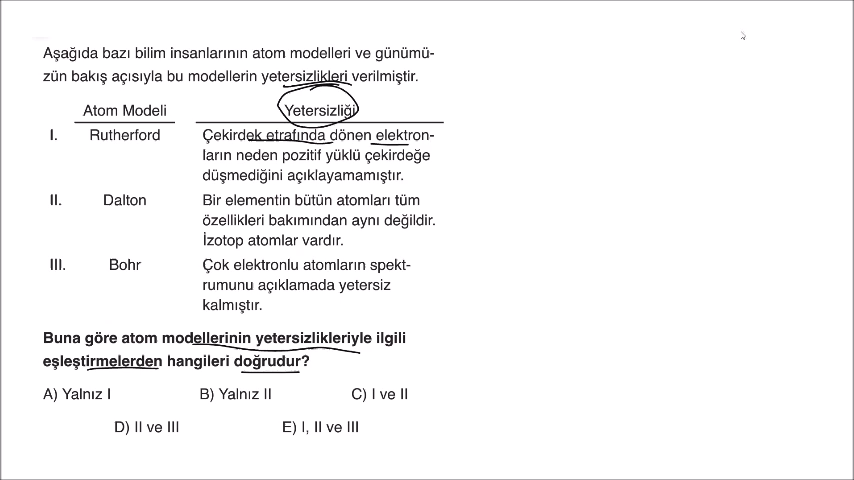 Aşağıda bazı bilim insanlarının atom modelleri ve günümü-
zün bakış açısıyla bu modellerin yetersizlikleri verilmiştir.
Atom Modeli Yetersizliği
I. Rutherford Çekirdek etrafında dönen elektron-
ların neden pozitif yüklü çekirdeğe
düşmediğini açıklayamamıştır.
II. Dalton Bir elementin bütün atomları tüm
özellikleri bakımından aynı değildir.
İzotop atomlar vardır.
III. Bohr Çok elektronlu atomların spekt-
rumunu açıklamada yetersiz
kalmıştır.
Buna göre atom modellerinin yetersizlikleriyle ilgili
eşleştirmelerden hangileri doğrudur?
A) Yalnız I B) Yalnız II C) I ve II
D) II ve III E) I, II ve III